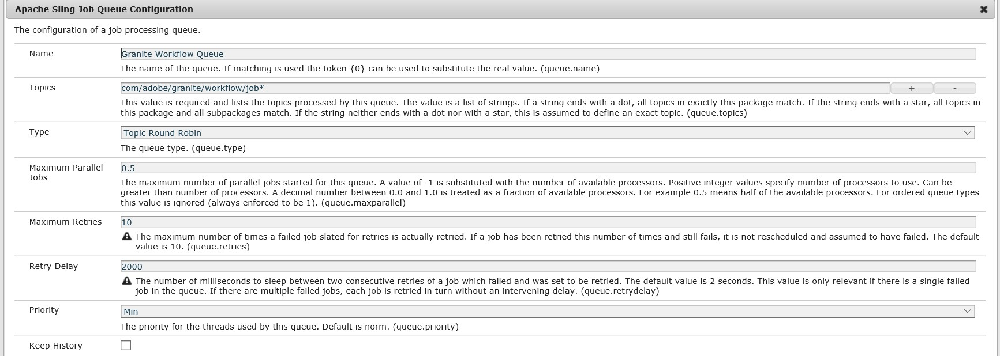 Apache Sling Job Queue Configuration
The configuration of a job processing queue.
Name
Granite Workflow Queue
The name of the queue. If matching is used the token {0} can be used to substitute the real value. (queue.name)
Topics
com/adobe/granite/workflow/job*
+
-
This value is required and lists the topics processed by this queue. The value is a list of strings. If a string ends with a dot, all topics in exactly this package match. If the string ends with a star, all topics in
this package and all subpackages match. If the string neither ends with a dot nor with a star, this is assumed to define an exact topic. (queue.topics)
Type
Topic Round Robin
The queue type. (queue.type)
Maximum Parallel
Jobs
0.5
The maximum number of parallel jobs started for this queue. A value of -1 is substituted with the number of available processors. Positive integer values specify number of processors to use. Can be
greater than number of processors. A decimal number between 0.0 and 1.0 is treated as a fraction of available processors. For example 0.5 means half of the available processors. For ordered queue types
this value is ignored (always enforced to be 1). (queue.maxparallel)
Maximum Retries
10
The maximum number of times a failed job slated for retries is actually retried. If a job has been retried this number of times and still fails, it is not rescheduled and assumed to have failed. The default
value is 10. (queue.retries)
Retry Delay
2000
The number of milliseconds to sleep between two consecutive retries of a job which failed and was set to be retried. The default value is 2 seconds. This value is only relevant if there is a single failed
job in the queue. If there are multiple failed jobs, each job is retried in turn without an intervening delay. (queue.retrydelay)
Priority
Min
The priority for the threads used by this queue. Default is norm. (queue.priority)
Keep History